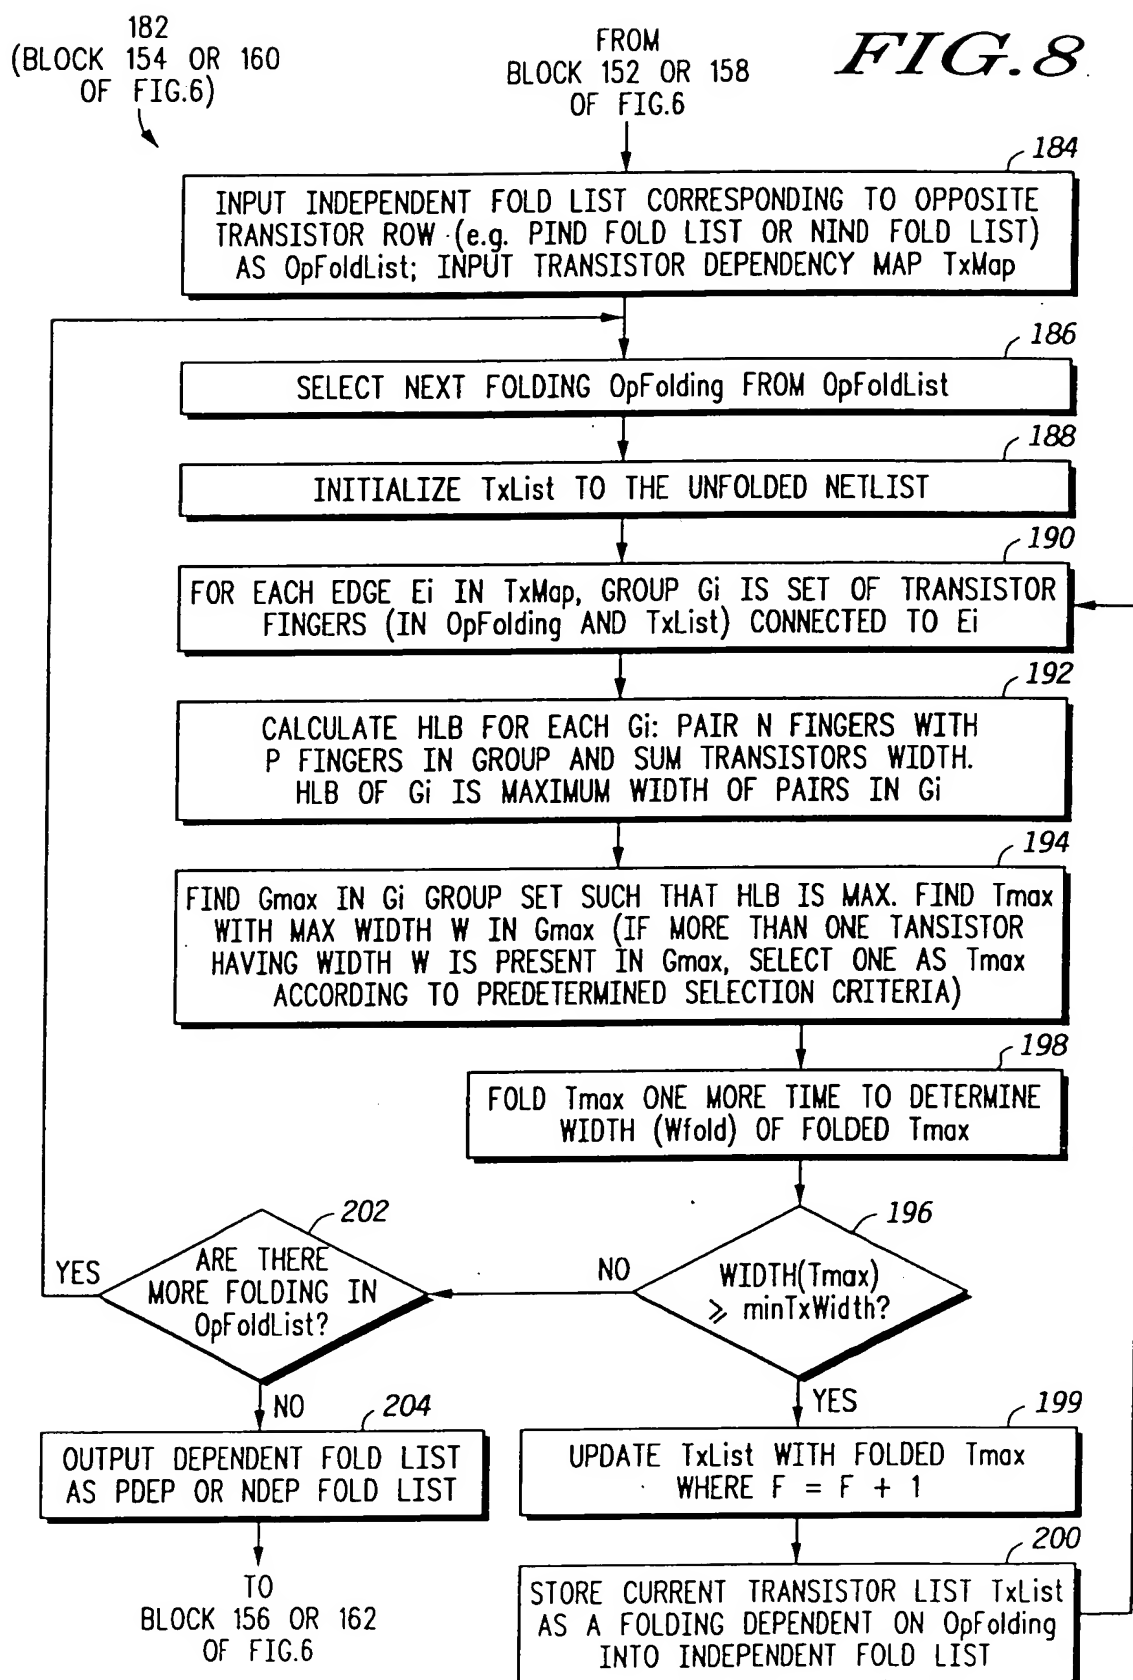 182
(BLOCK 154 OR 160
OF FIG.6)
FROM
BLOCK 152 OR 158
OF FIG.6
FIG.8
184
INPUT INDEPENDENT FOLD LIST CORRESPONDING TO OPPOSITE
TRANSISTOR ROW (e.g. PIND FOLD LIST OR NIND FOLD LIST)
AS OpFoldList; INPUT TRANSISTOR DEPENDENCY MAP TxMap
186
SELECT NEXT FOLDING OpFolding FROM OpFoldList
188
INITIALIZE TxList TO THE UNFOLDED NETLIST
190
FOR EACH EDGE Ei IN TxMap, GROUP Gi IS SET OF TRANSISTOR
FINGERS (IN OpFolding AND TxList) CONNECTED TO Ei
192
CALCULATE HLB FOR EACH Gi: PAIR N FINGERS WITH
P FINGERS IN GROUP AND SUM TRANSISTORS WIDTH.
HLB OF Gi IS MAXIMUM WIDTH OF PAIRS IN Gi
194
FIND Gmax IN Gi GROUP SET SUCH THAT HLB IS MAX. FIND Tmax
WITH MAX WIDTH W IN Gmax (IF MORE THAN ONE TANSISTOR
HAVING WIDTH W IS PRESENT IN Gmax, SELECT ONE AS Tmax
ACCORDING TO PREDETERMINED SELECTION CRITERIA)
198
FOLD Tmax ONE MORE TIME TO DETERMINE
WIDTH (Wfold) OF FOLDED Tmax
196
WIDTH(Tmax)
≥ minTxWidth?
NO
202
ARE THERE
MORE FOLDING IN
OpFoldList?
YES
NO
204
OUTPUT DEPENDENT FOLD LIST
AS PDEP OR NDEP FOLD LIST
TO
BLOCK 156 OR 162
OF FIG.6
YES
199
UPDATE TxList WITH FOLDED Tmax
WHERE F = F + 1
200
STORE CURRENT TRANSISTOR LIST TxList
AS A FOLDING DEPENDENT ON OpFolding
INTO INDEPENDENT FOLD LIST